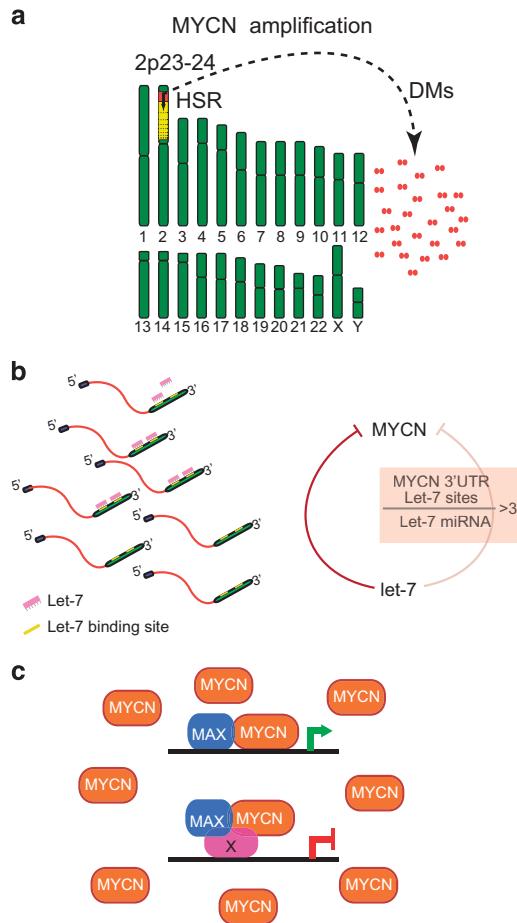 a
MYCN amplification
2p23-24
HSR
DMs
1 2 3 4 5 6 7 8 9 10 11 12
13 14 15 16 17 18 19 20 21 22 X Y
b
5' 3'
5' 3'
5' 3'
5' 3'
5' 3'
5' 3'
5' 3'
Let-7
Let-7 binding site
MYCN
MYCN 3'UTR
Let-7 sites
Let-7 miRNA
>3
let-7
c
MYCN
MYCN
MYCN
MAX MYCN
MYCN
MYCN
MAX MYCN
X
MYCN
MYCN
MYCN